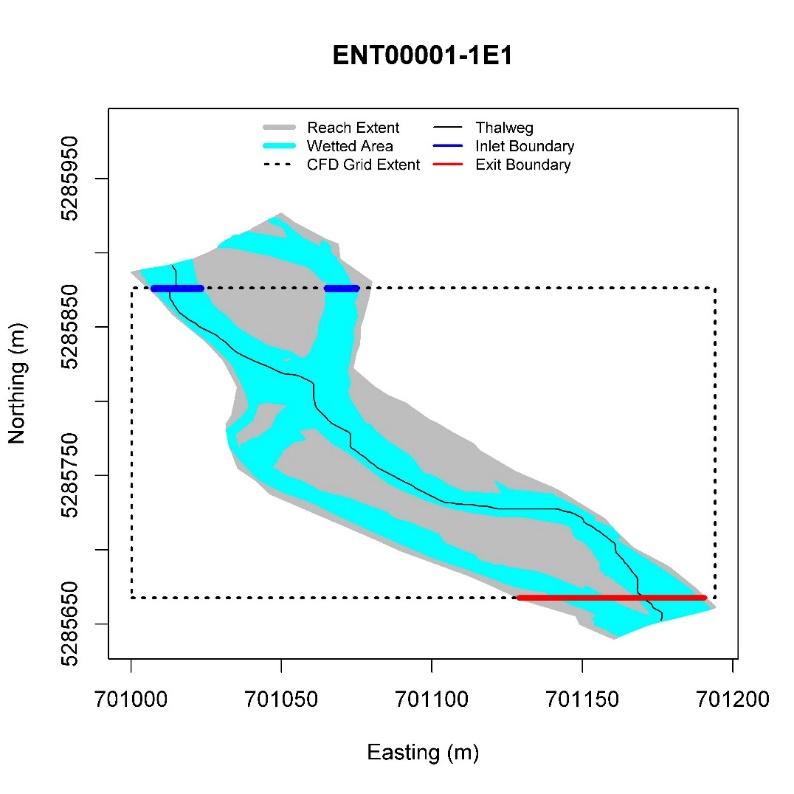 ENT00001-1E1
Reach Extent
Wetted Area
CFD Grid Extent
Thalweg
Inlet Boundary
Exit Boundary
Northing (m)
5285950
5285850
5285750
5285650
701000 701050 701100 701150 701200
Easting (m)